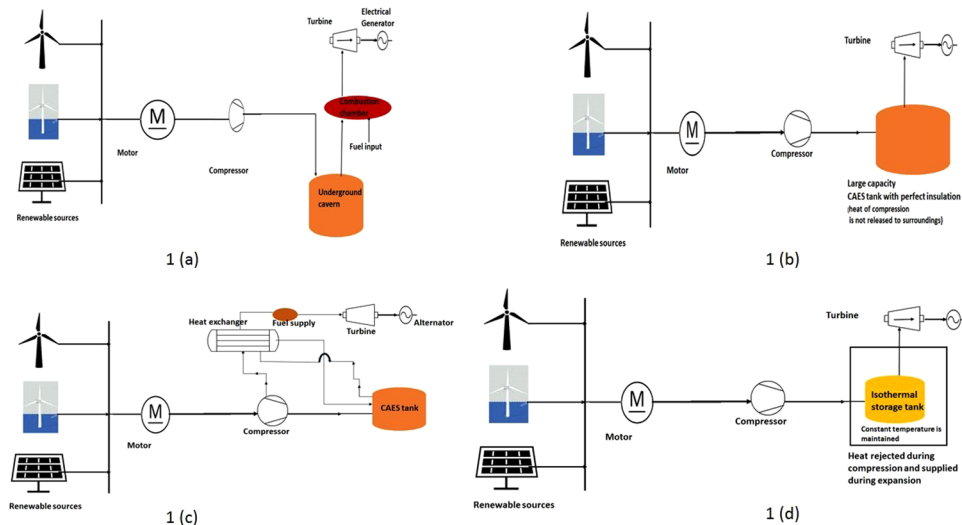 Turbine
Electrical
Generator
Combustion
chamber
Fuel input
M
Motor
Compressor
Underground
cavern
Renewable sources
1 (a)
Turbine
M
Motor
Compressor
Large capacity
CAES tank with perfect insulation
(heat of compression
is not released to surroundings)
Renewable sources
1 (b)
Heat exchanger
Fuel supply
Turbine
Alternator
M
Motor
Compressor
CAES tank
Renewable sources
1 (c)
Turbine
M
Motor
Compressor
Isothermal
storage tank
Constant temperature is
maintained
Heat rejected during
compression and supplied
during expansion
Renewable sources
1 (d)